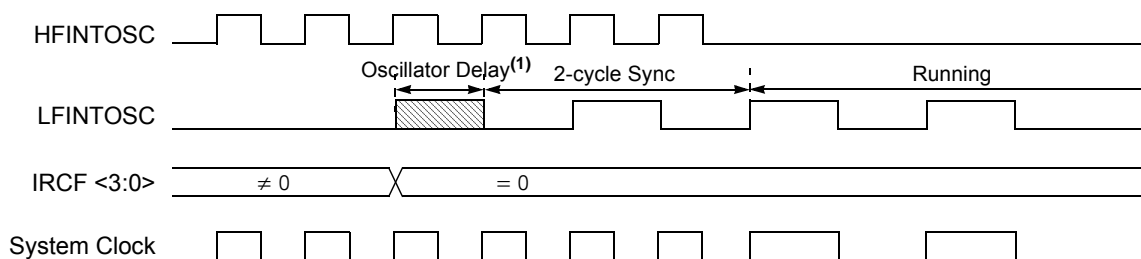 HFINTOSC
Oscillator Delay(1) 2-cycle Sync Running
LFINTOSC
IRCF <3:0> ≠ 0 = 0
System Clock